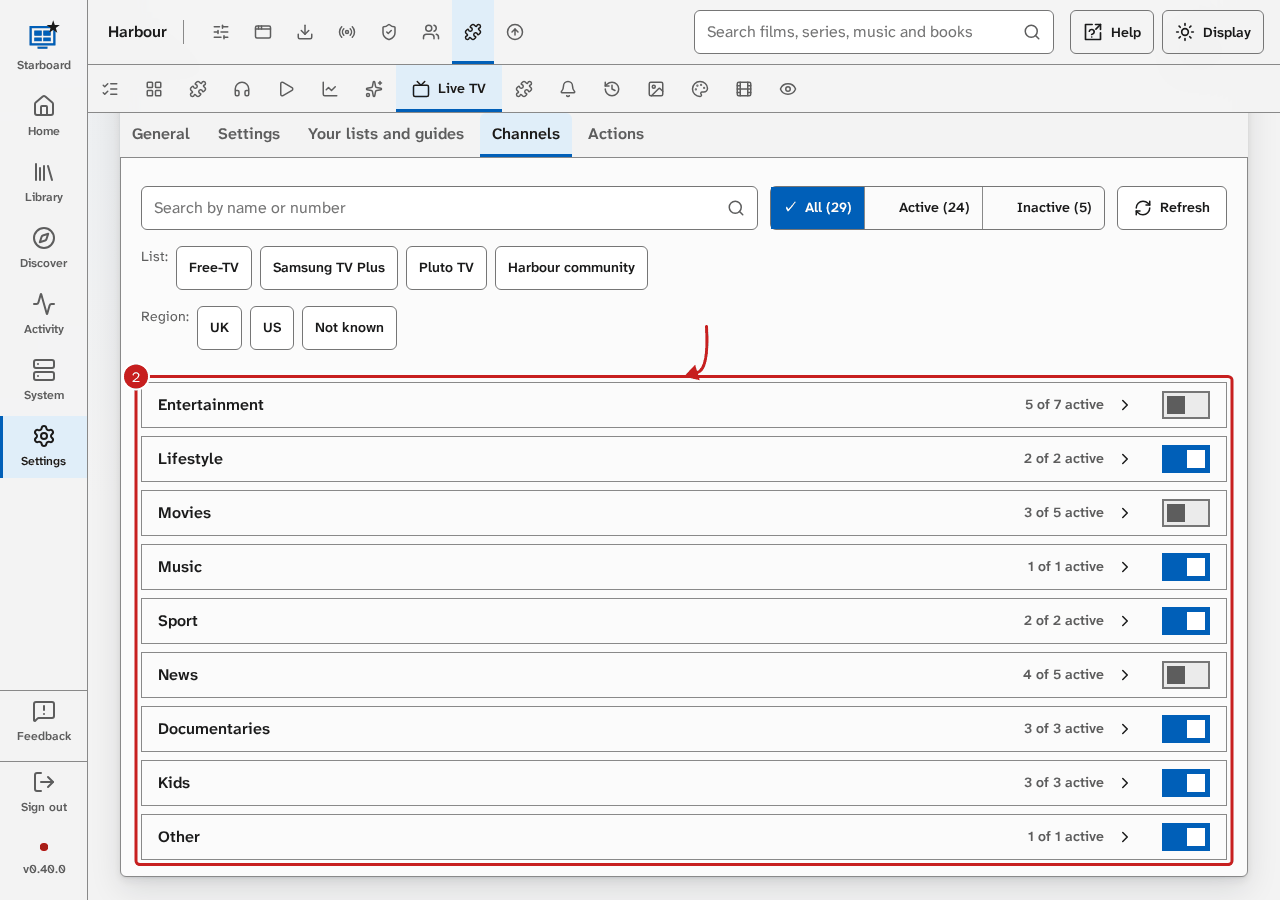 Starboard
Home
Library
Discover
Activity
System
Settings
Feedback
Sign out
v0.40.0
Harbour
Search films, series, music and books
Help
Display
Live TV
General
Settings
Your lists and guides
Channels
Actions
Search by name or number
✓ All (29)
Active (24)
Inactive (5)
Refresh
List:
Free-TV
Samsung TV Plus
Pluto TV
Harbour community
Region:
UK
US
Not known
2
Entertainment
5 of 7 active
Lifestyle
2 of 2 active
Movies
3 of 5 active
Music
1 of 1 active
Sport
2 of 2 active
News
4 of 5 active
Documentaries
3 of 3 active
Kids
3 of 3 active
Other
1 of 1 active